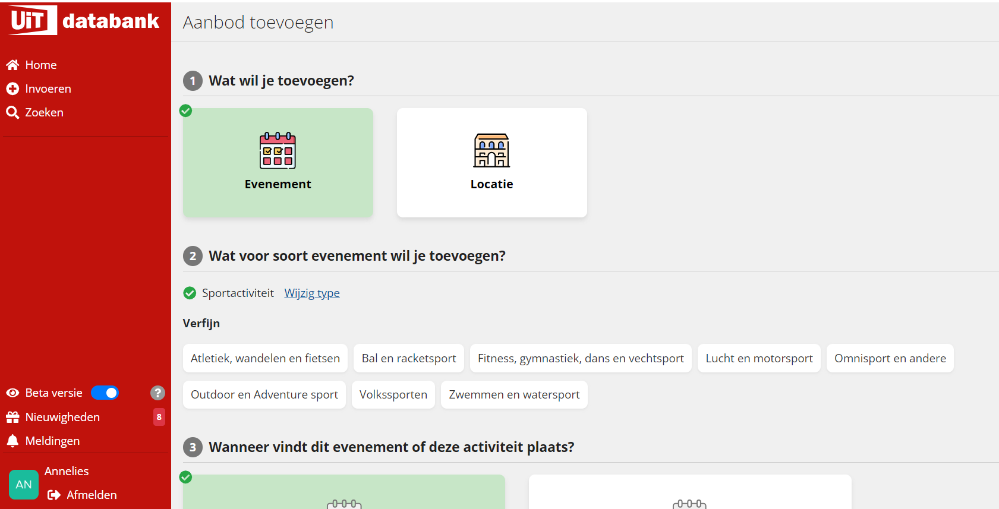 UiT databank
Home
Invoeren
Zoeken
Beta versie
?
Nieuwigheden
8
Meldingen
AN
Annelies
Afmelden
Aanbod toevoegen
1 Wat wil je toevoegen?
Evenement
Locatie
2 Wat voor soort evenement wil je toevoegen?
Sportactiviteit Wijzig type
Verfijn
Atletiek, wandelen en fietsen
Bal en racketsport
Fitness, gymnastiek, dans en vechtsport
Lucht en motorsport
Omnisport en andere
Outdoor en Adventure sport
Volkssporten
Zwemmen en watersport
3 Wanneer vindt dit evenement of deze activiteit plaats?